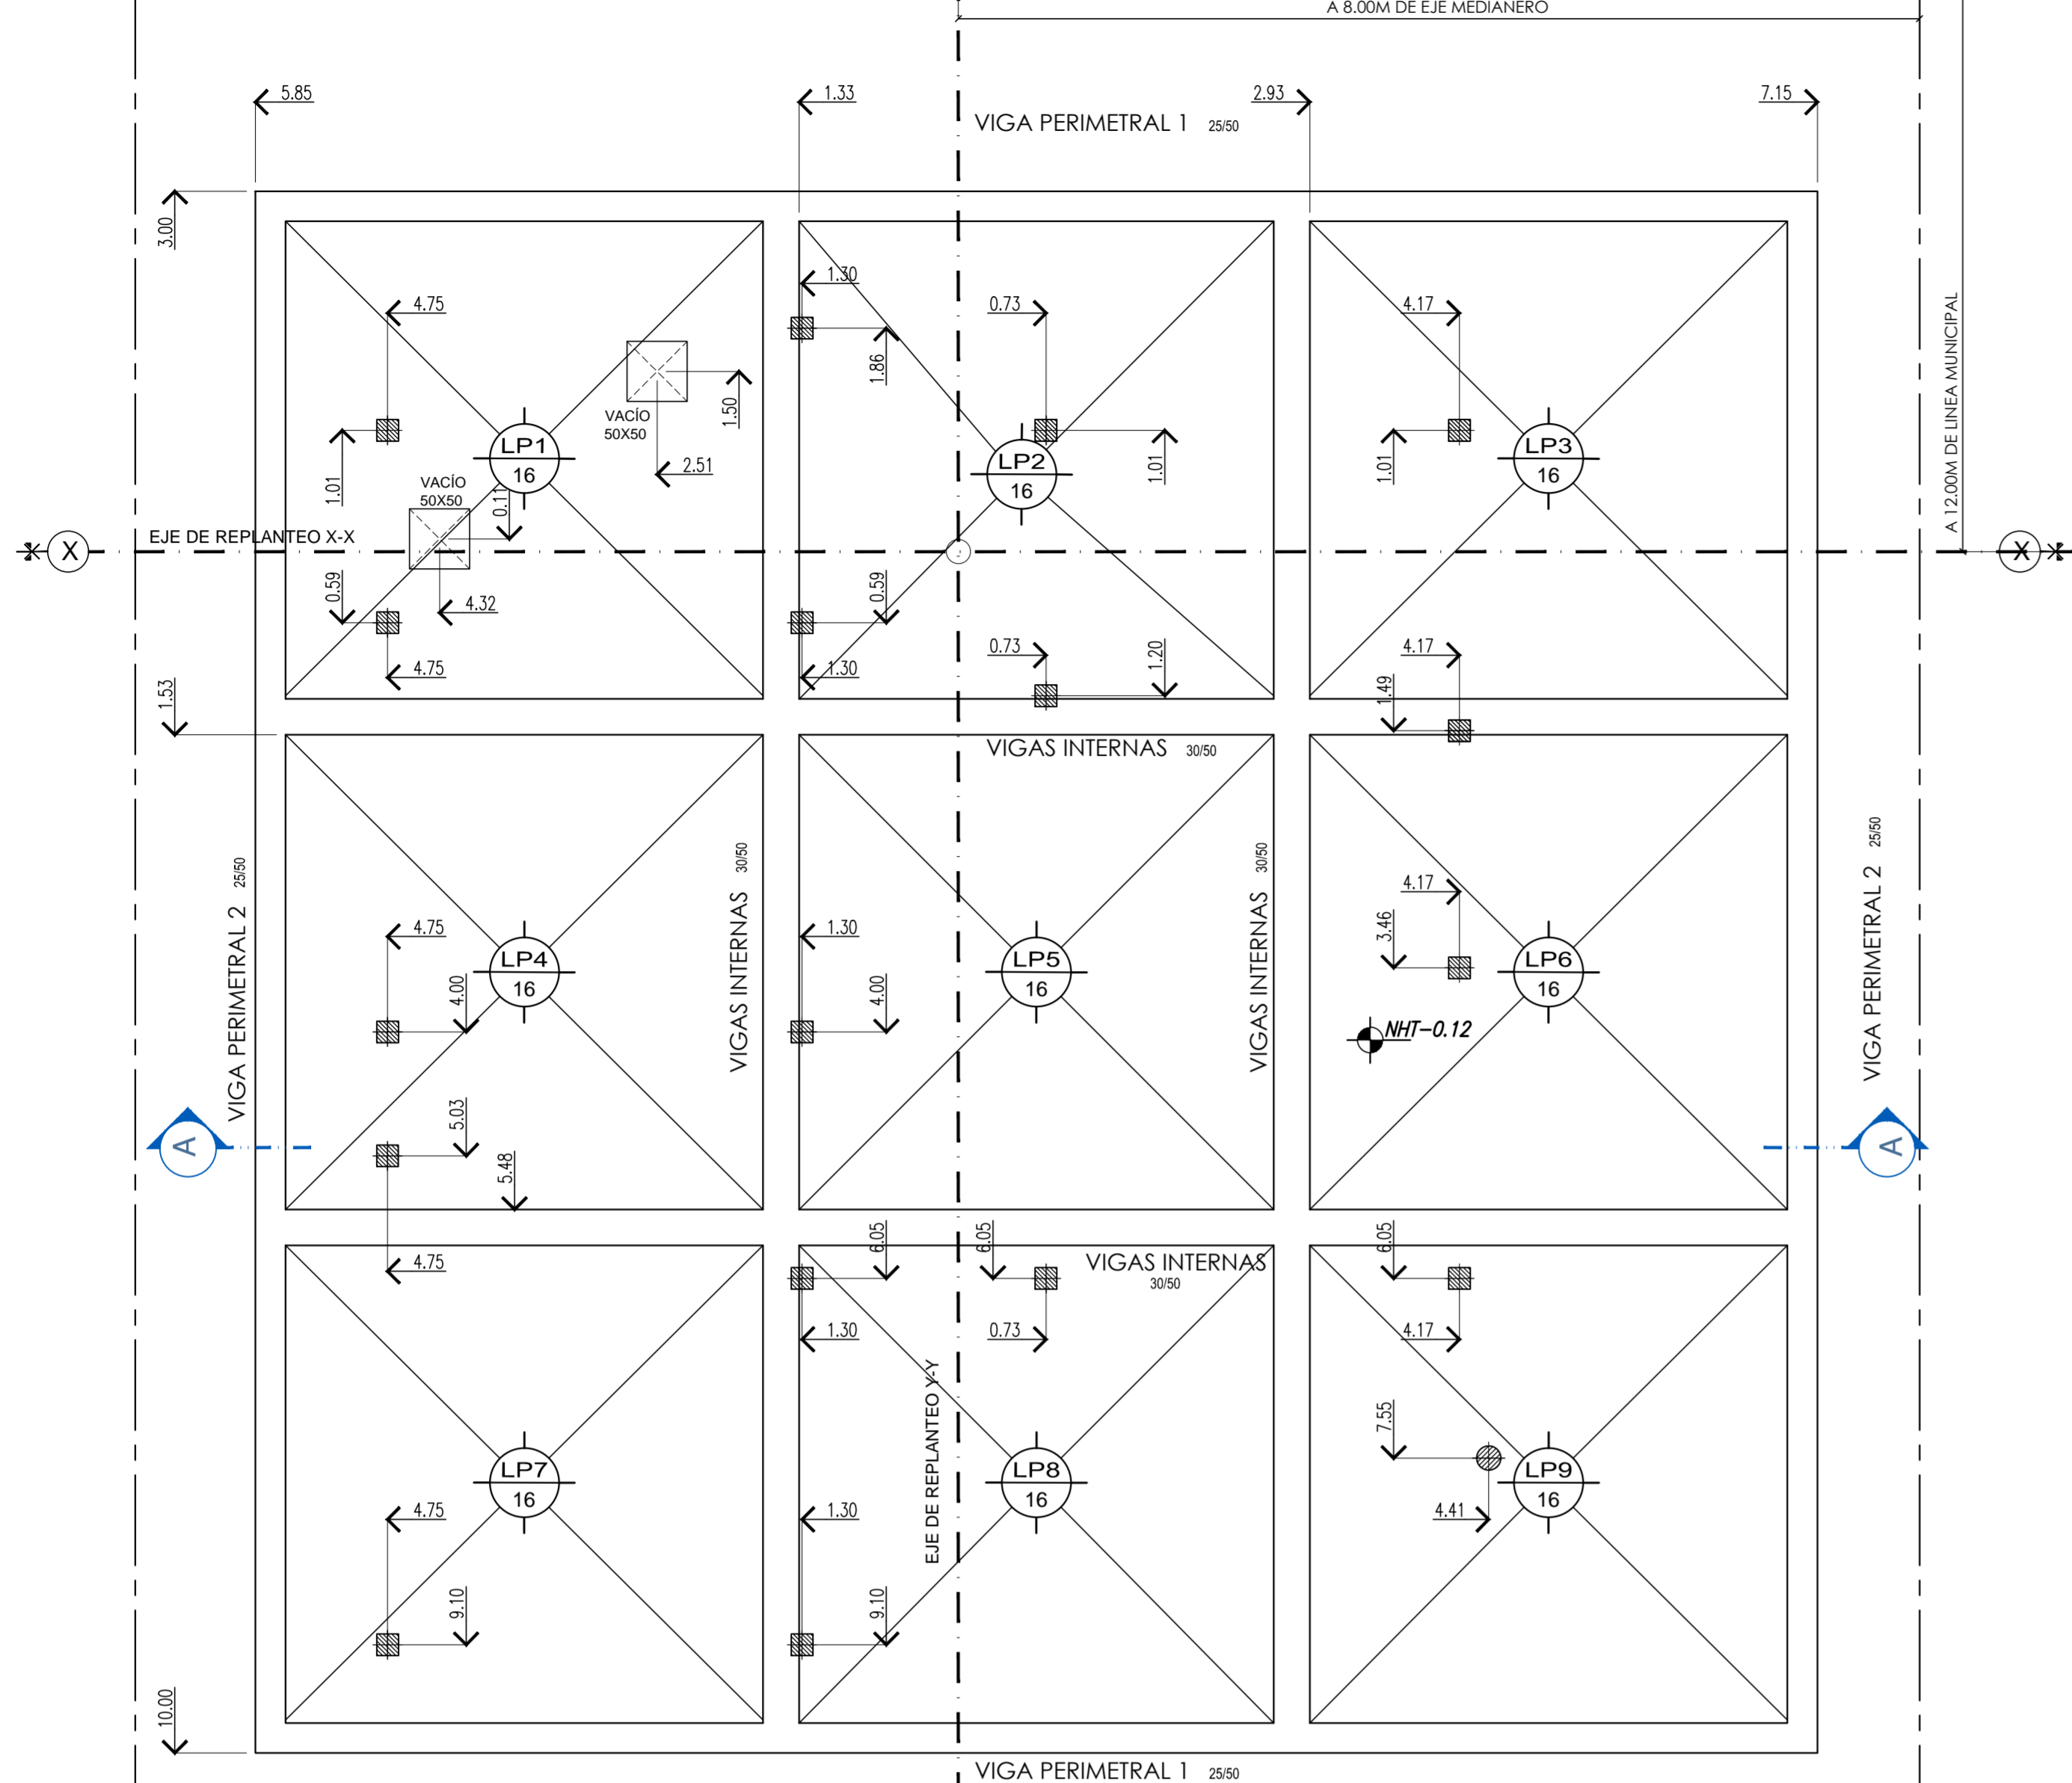 A 8.00M DE EJE MEDIANERO
5.85
1.33
2.93
7.15
VIGA PERIMETRAL 1 25/50
3.00
1.30
4.75
0.73
4.17
1.86
1.50
VACÍO
50X50
LP1
16
2.51
1.01
LP2
16
1.01
1.01
LP3
16
A 12.00M DE LINEA MUNICIPAL
VACÍO
50X50
0.11
EJE DE REPLANTEO X-X
X
X
0.59
4.32
0.59
4.75
1.30
0.73
1.20
4.17
1.53
1.49
VIGAS INTERNAS 30/50
VIGA PERIMETRAL 2 25/50
VIGAS INTERNAS 30/50
VIGAS INTERNAS 30/50
VIGA PERIMETRAL 2 25/50
4.75
1.30
4.17
3.46
LP4
16
LP5
16
LP6
16
4.00
4.00
NHT-0.12
A
A
5.03
5.48
4.75
6.05
6.05
VIGAS INTERNAS
30/50
6.05
1.30
0.73
4.17
EJE DE REPLANTEO Y-Y
7.55
LP7
16
LP8
16
LP9
16
4.75
1.30
4.41
9.10
9.10
10.00
VIGA PERIMETRAL 1 25/50